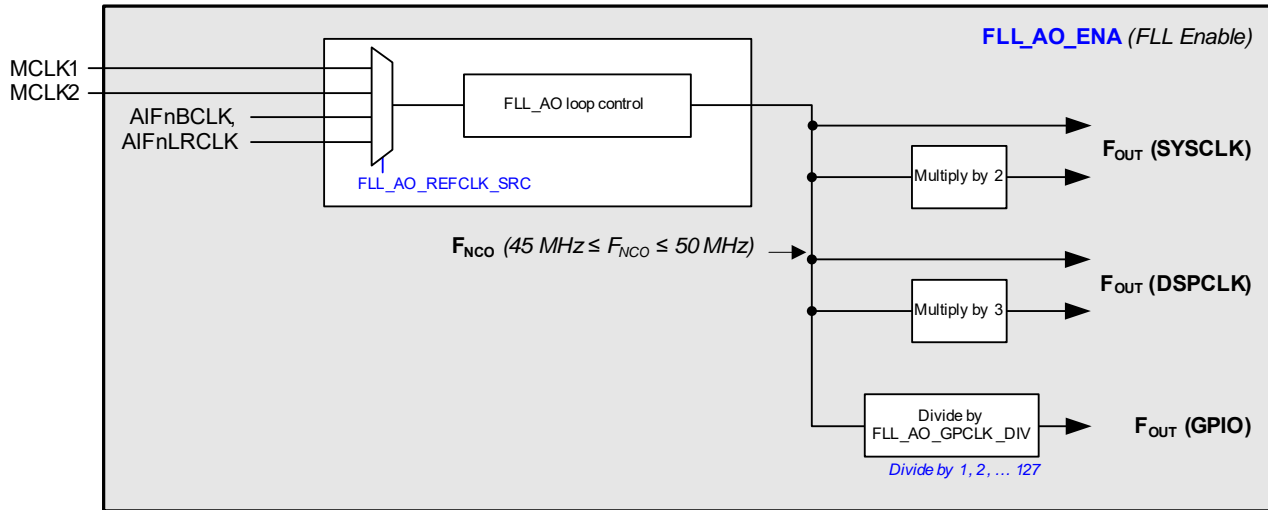 FLL_AO_ENA (FLL Enable)
MCLK1
MCLK2
AIFnBCLK,
AIFnLRCLK
FLL_AO loop control
FLL_AO_REFCLK_SRC
FOUT (SYSCLK)
Multiply by 2
FNCO (45 MHz ≤ FNCO ≤ 50 MHz)
FOUT (DSPCLK)
Multiply by 3
Divide by
FLL_AO_GPCLK_DIV
FOUT (GPIO)
Divide by 1, 2, … 127